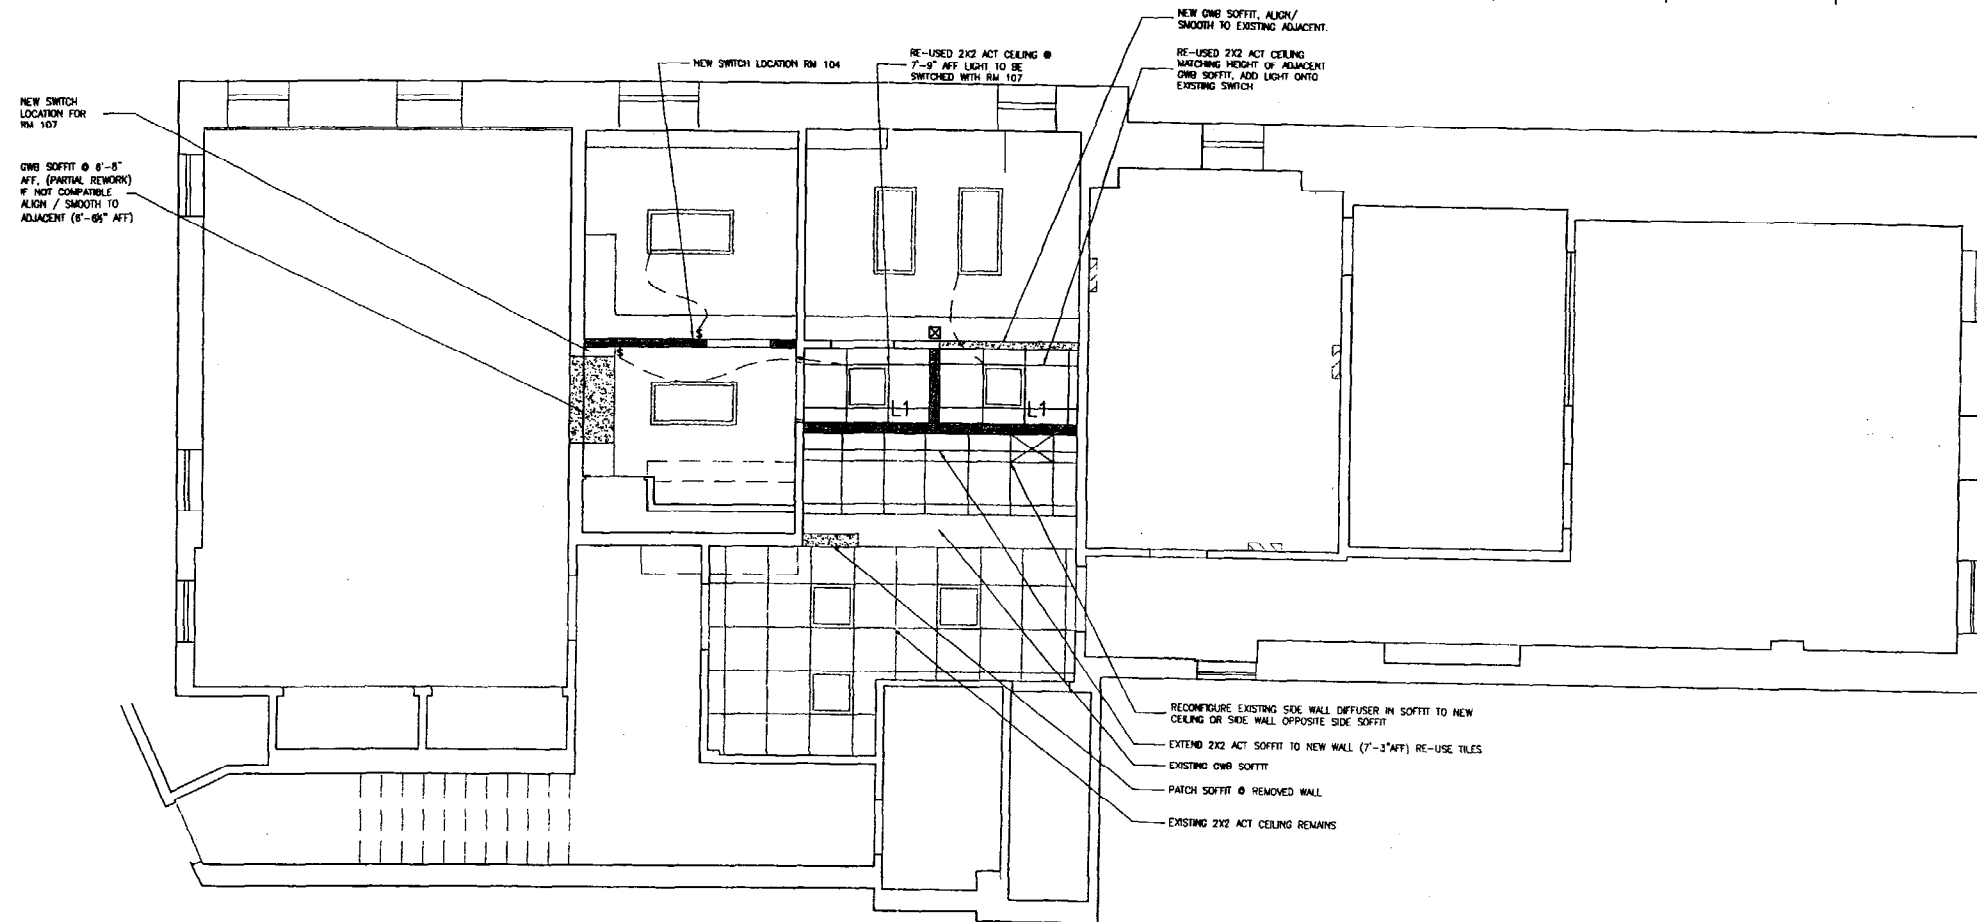 NEW GWB SOFFIT, ALIGN/
SMOOTH TO EXISTING ADJACENT.
RE-USED 2X2 ACT CEILING @
7'-9" AFF LIGHT TO BE
SWITCHED WITH RM 107
NEW SWITCH LOCATION RM 104
RE-USED 2X2 ACT CEILING
MATCHING HEIGHT OF ADJACENT
GWB SOFFIT, ADD LIGHT ONTO
EXISTING SWITCH
NEW SWITCH
LOCATION FOR
RM 107
GWB SOFFIT @ 6'-8"
AFF, (PARTIAL REWORK)
IF NOT COMPATIBLE
ALIGN / SMOOTH TO
ADJACENT AFF)
$
$
L1
L1
RECONFIGURE EXISTING SIDE WALL DIFFUSER IN SOFFIT TO NEW
CEILING OR SIDE WALL OPPOSITE SIDE SOFFIT
EXTEND 2X2 ACT SOFFIT TO NEW WALL (7'-3"AFF) RE-USE TILES
EXISTING GWB SOFFIT
PATCH SOFFIT @ REMOVED WALL
EXISTING 2X2 ACT CEILING REMAINS